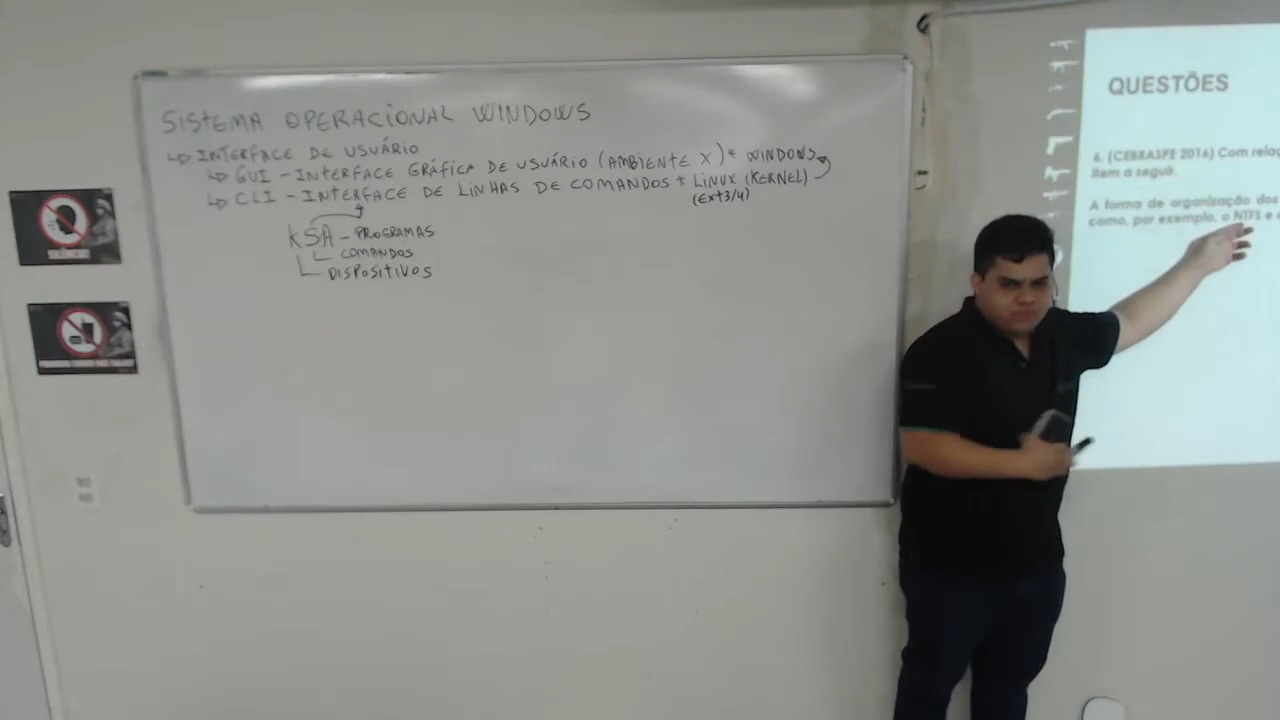 SISTEMA OPERACIONAL WINDOWS
INTERFACE DE USUÁRIO
GUI - INTERFACE GRÁFICA DE USUÁRIO (AMBIENTE X) * WINDOWS
CLI - INTERFACE DE LINHAS DE COMANDOS * LINUX (KERNEL)
(Ext3/4)
KSA - PROGRAMAS
COMANDOS
DISPOSITIVOS
SILÊNCIO
QUESTÕES
6. (CEBRASPE 2016) Com rela
item a seguir.
A forma de organização dos
como, por exemplo, o NTFS e